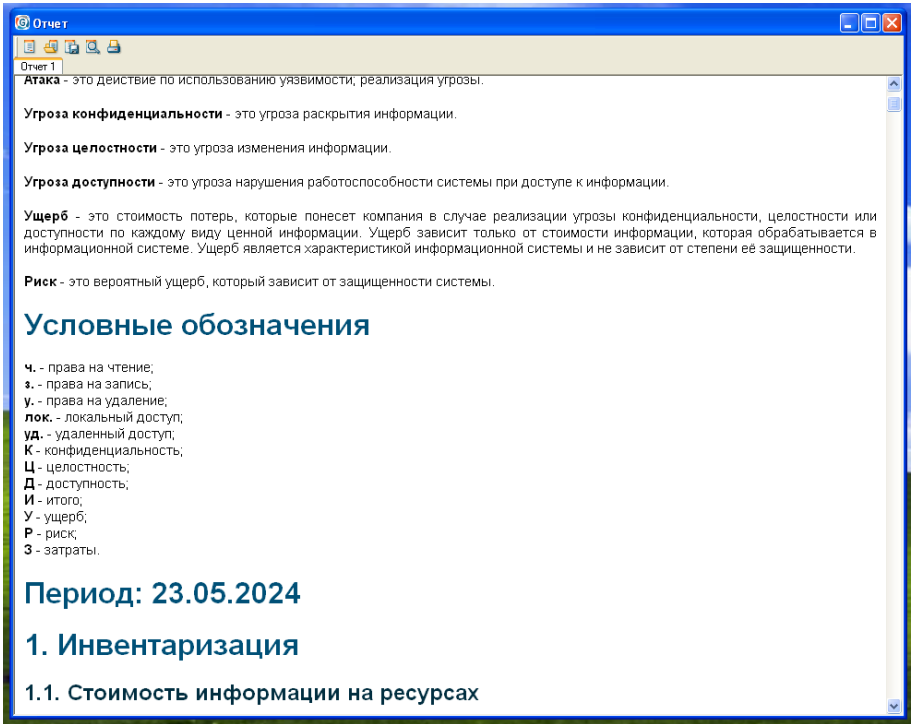 Отчет
Отчет 1
Атака - это действие по использованию уязвимости; реализация угрозы.
Угроза конфиденциальности - это угроза раскрытия информации.
Угроза целостности - это угроза изменения информации.
Угроза доступности - это угроза нарушения работоспособности системы при доступе к информации.
Ущерб - это стоимость потерь, которые понесет компания в случае реализации угрозы конфиденциальности, целостности или
доступности по каждому виду ценной информации. Ущерб зависит только от стоимости информации, которая обрабатывается в
информационной системе. Ущерб является характеристикой информационной системы и не зависит от степени её защищенности.
Риск - это вероятный ущерб, который зависит от защищенности системы.
Условные обозначения
ч. - права на чтение;
з. - права на запись;
у. - права на удаление;
лок. - локальный доступ;
уд. - удаленный доступ;
К - конфиденциальность;
Ц - целостность;
Д - доступность;
И - итого;
У - ущерб;
Р - риск;
З - затраты.
Период: 23.05.2024
1. Инвентаризация
1.1. Стоимость информации на ресурсах